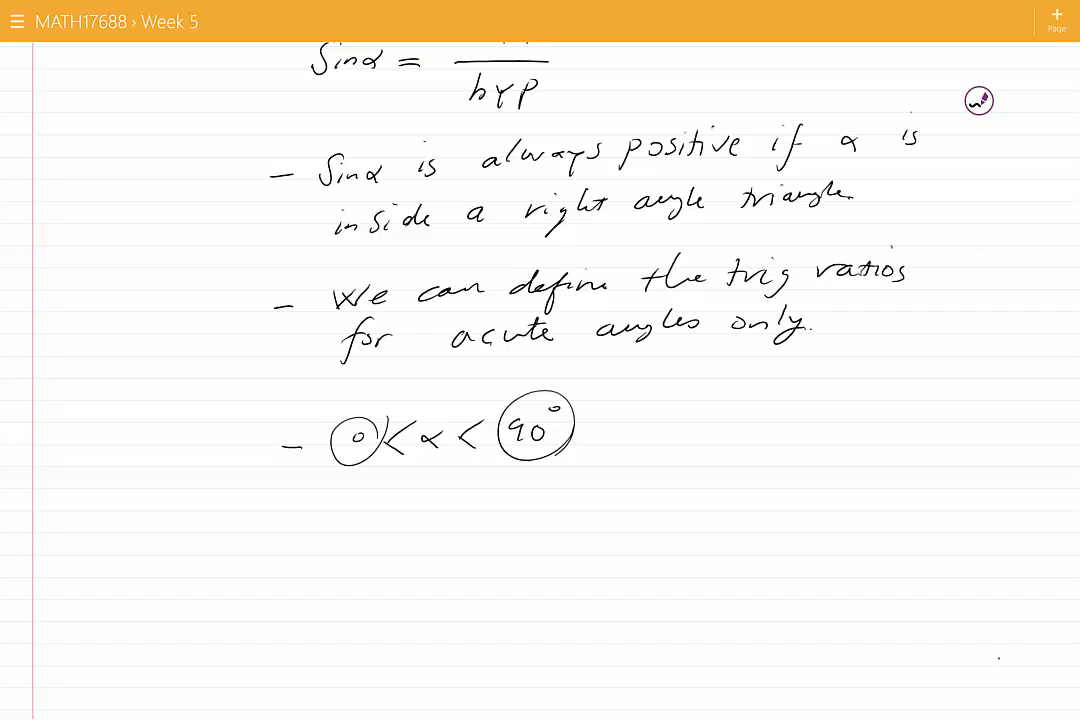 MATH17688 › Week 5
Page
Sinα =
hyp
– Sinα is always positive if α is
inside a right angle triangle.
– We can define the trig ratios
for acute angles only.
– 0 < α < 90°